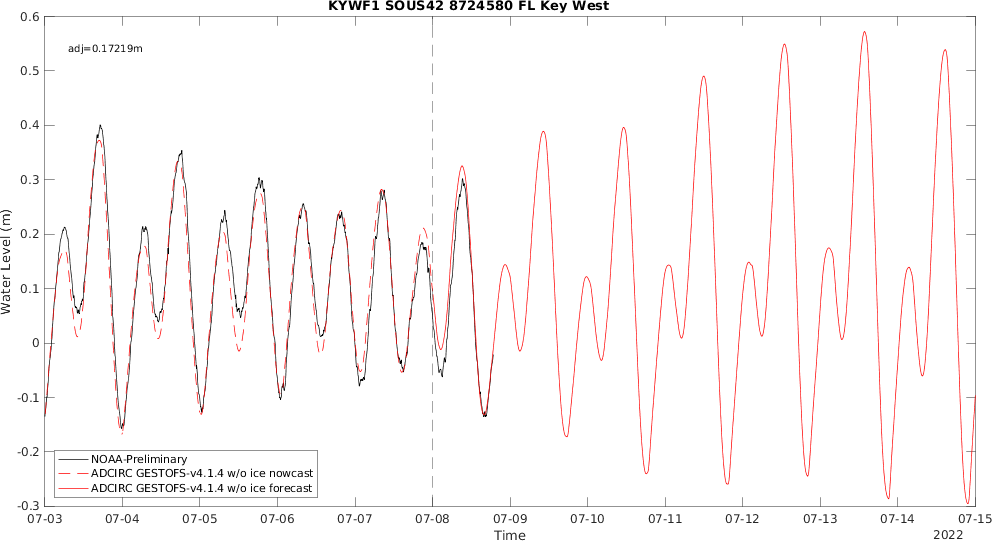 KYWF1 SOUS42 8724580 FL Key West
adj=0.17219m
Water Level (m)
0.6
0.5
0.4
0.3
0.2
0.1
0
-0.1
-0.2
-0.3
NOAA-Preliminary
ADCIRC GESTOFS-v4.1.4 w/o ice nowcast
ADCIRC GESTOFS-v4.1.4 w/o ice forecast
07-03 07-04 07-05 07-06 07-07 07-08 07-09 07-10 07-11 07-12 07-13 07-14 07-15
Time
2022